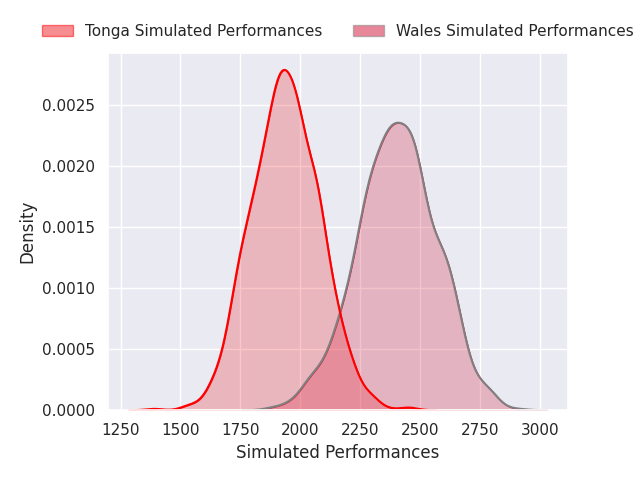 Tonga Simulated Performances
Wales Simulated Performances
0.0025
0.0020
0.0015
0.0010
0.0005
0.0000
Density
1250 1500 1750 2000 2250 2500 2750 3000
Simulated Performances